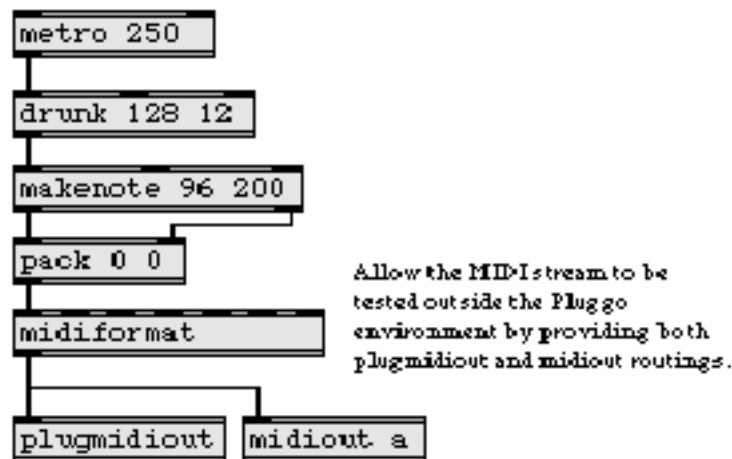 metro 250
drunk 128 12
makenote 96 200
pack 0 0
midiformat
Allow the MIDI stream to be
tested outside the Pluggo
environment by providing both
plugmidiout and midiout routings.
plugmidiout
midiout a